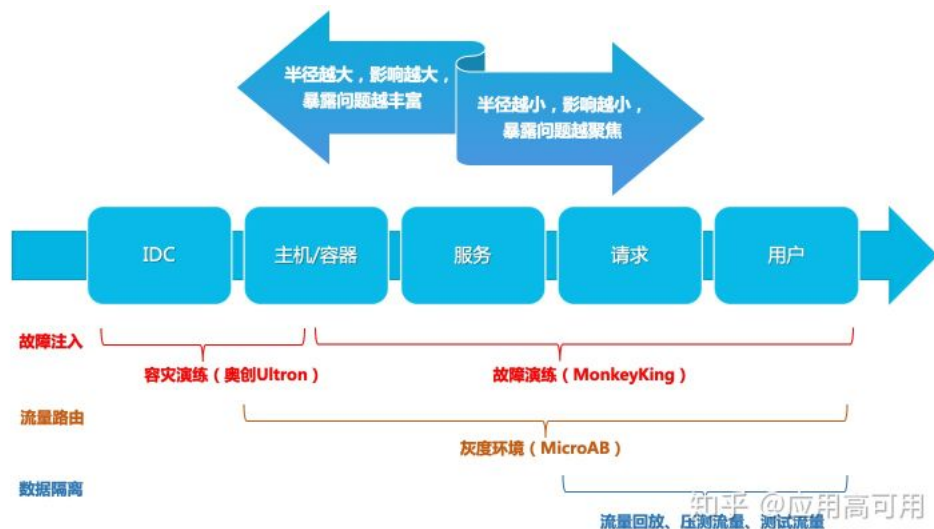 半径越大，影响越大，
暴露问题越丰富
半径越小，影响越小，
暴露问题越聚焦
IDC
主机/容器
服务
请求
用户
故障注入
容灾演练（奥创Ultron）
故障演练（MonkeyKing）
流量路由
灰度环境（MicroAB）
数据隔离
流量回放、压测流量、测试流量
知乎 @应用高可用